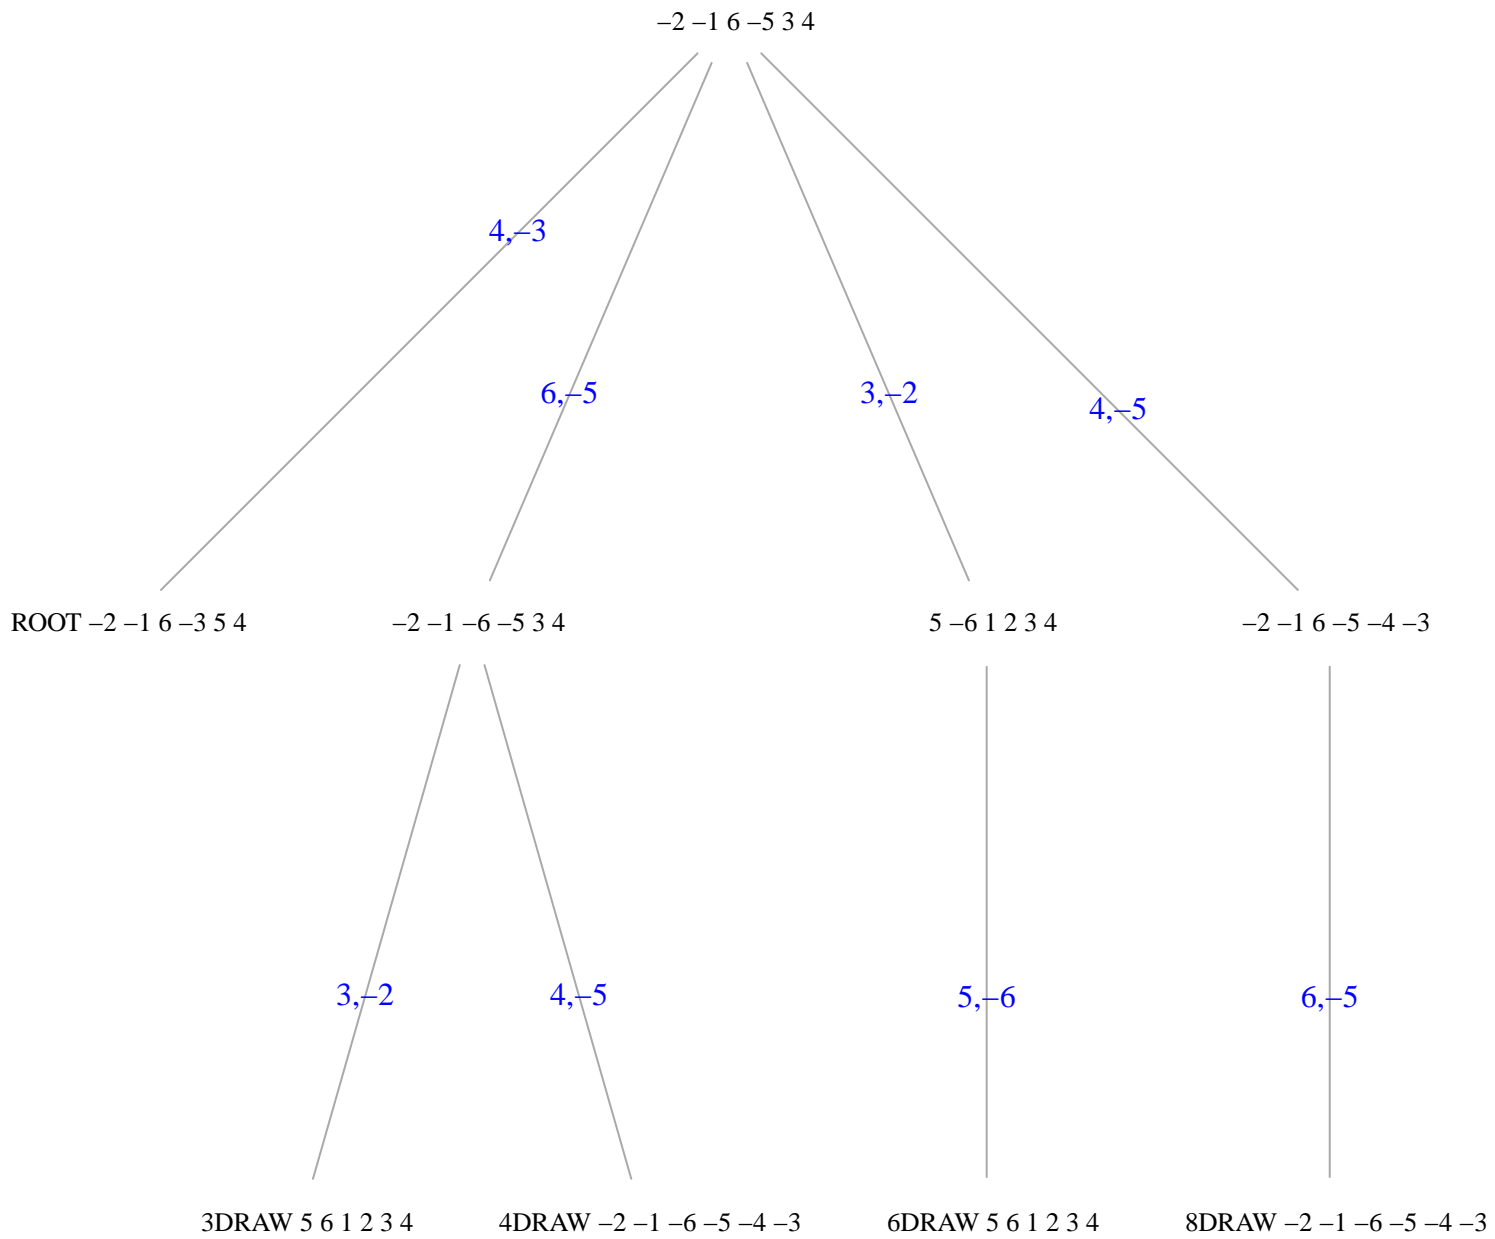 –2 –1 6 –5 3 4
4,–3
6,–5
3,–2
4,–5
ROOT –2 –1 6 –3 5 4
–2 –1 –6 –5 3 4
5 –6 1 2 3 4
–2 –1 6 –5 –4 –3
3,–2
4,–5
5,–6
6,–5
3DRAW 5 6 1 2 3 4
4DRAW –2 –1 –6 –5 –4 –3
6DRAW 5 6 1 2 3 4
8DRAW –2 –1 –6 –5 –4 –3